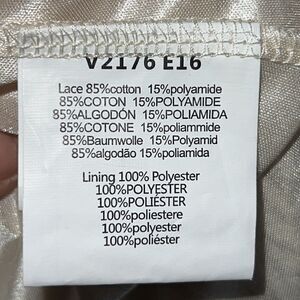 V2176 E16
Lace 85%cotton 15%polyamide
85%COTON 15%POLYAMIDE
85%ALGODÓN 15%POLIAMIDA
85%COTONE 15%poliammide
85%Baumwolle 15%Polyamid
85%algodão 15%poliamida
Lining 100% Polyester
100%POLYESTER
100%POLIÉSTER
100%poliestere
100%polyester
100%poliéster